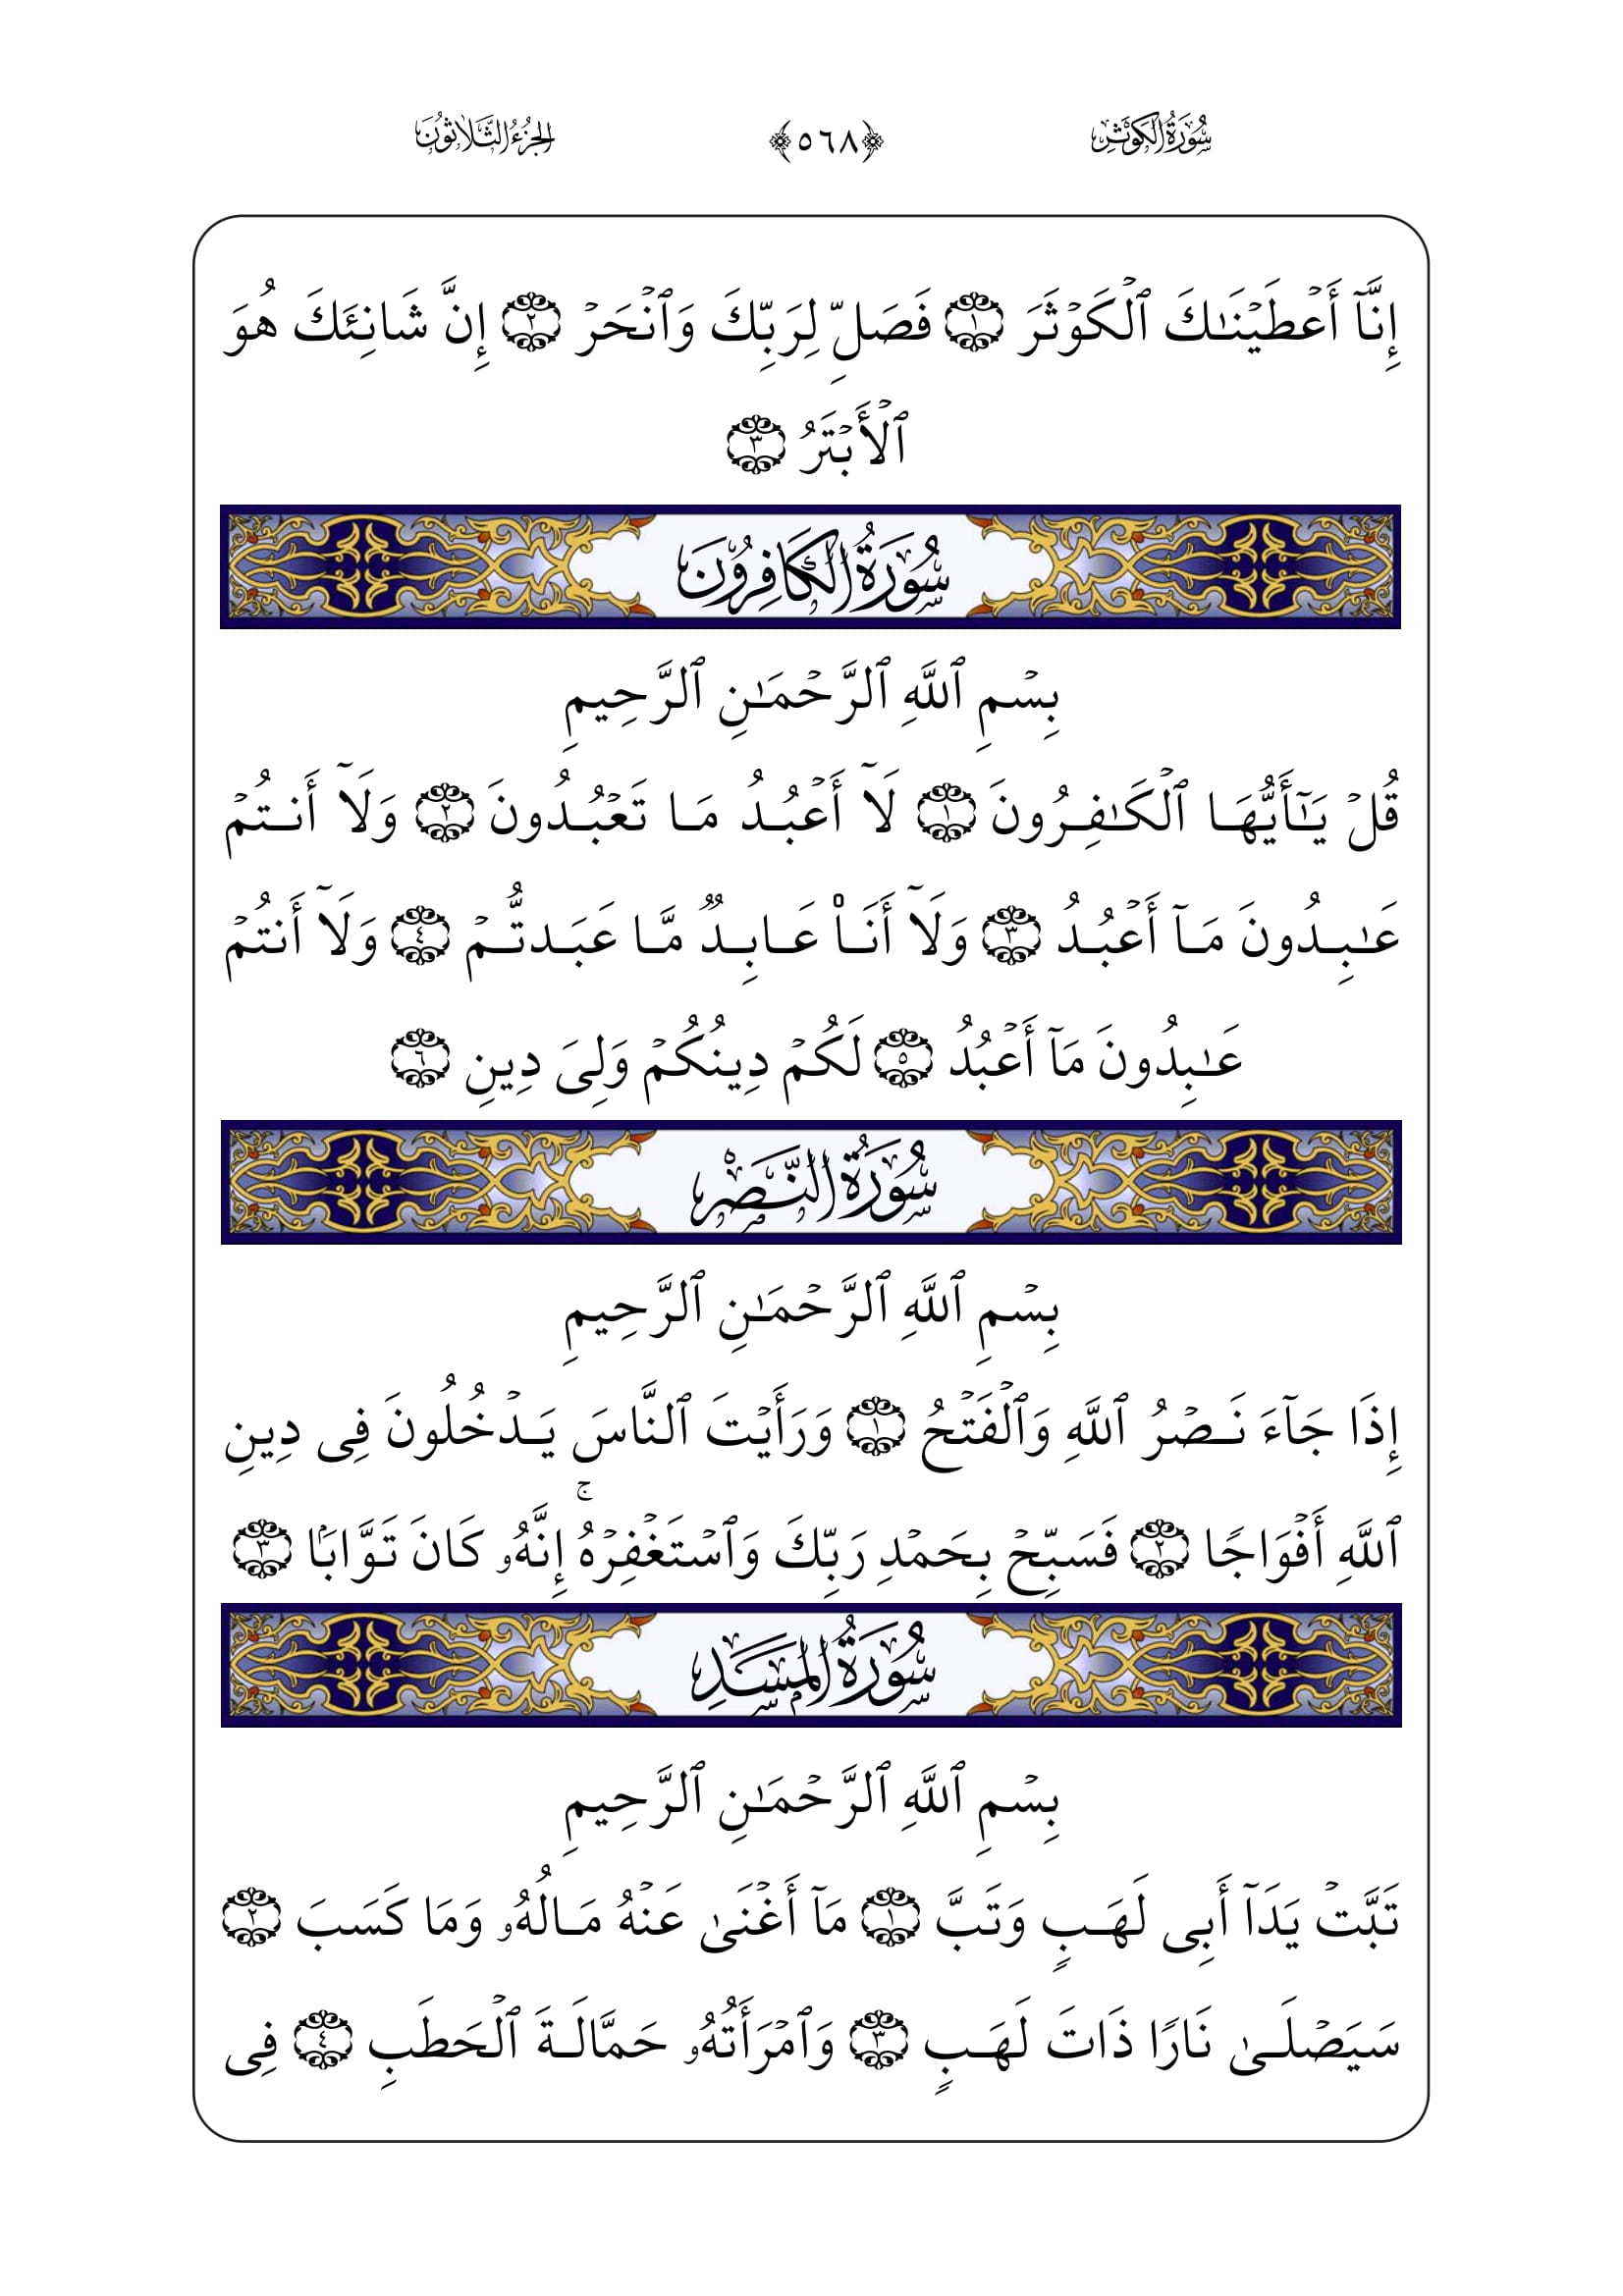 سُورَةُ الكَوْثَرِ ﴿٥٦٨﴾ الجُزْءُ الثَّلَاثُونَ
إِنَّآ أَعۡطَيۡنَـٰكَ ٱلۡكَوۡثَرَ ١ فَصَلِّ لِرَبِّكَ وَٱنۡحَرۡ ٢ إِنَّ شَانِئَكَ هُوَ
ٱلۡأَبۡتَرُ ٣
سُورَةُ الكَافِرُونَ
بِسۡمِ ٱللَّهِ ٱلرَّحۡمَـٰنِ ٱلرَّحِيمِ
قُلۡ يَـٰٓأَيُّهَا ٱلۡكَـٰفِرُونَ ١ لَآ أَعۡبُدُ مَا تَعۡبُدُونَ ٢ وَلَآ أَنتُمۡ
عَـٰبِدُونَ مَآ أَعۡبُدُ ٣ وَلَآ أَنَا۠ عَابِدٌ مَّا عَبَدتُّمۡ ٤ وَلَآ أَنتُمۡ
عَـٰبِدُونَ مَآ أَعۡبُدُ ٥ لَكُمۡ دِينُكُمۡ وَلِىَ دِينِ ٦
سُورَةُ النَّصْرِ
بِسۡمِ ٱللَّهِ ٱلرَّحۡمَـٰنِ ٱلرَّحِيمِ
إِذَا جَآءَ نَصۡرُ ٱللَّهِ وَٱلۡفَتۡحُ ١ وَرَأَيۡتَ ٱلنَّاسَ يَدۡخُلُونَ فِى دِينِ
ٱللَّهِ أَفۡوَاجًا ٢ فَسَبِّحۡ بِحَمۡدِ رَبِّكَ وَٱسۡتَغۡفِرۡهُۚ إِنَّهُۥ كَانَ تَوَّابَۢا ٣
سُورَةُ المَسَدِ
بِسۡمِ ٱللَّهِ ٱلرَّحۡمَـٰنِ ٱلرَّحِيمِ
تَبَّتۡ يَدَآ أَبِى لَهَبٍ وَتَبَّ ١ مَآ أَغۡنَىٰ عَنۡهُ مَالُهُۥ وَمَا كَسَبَ ٢
سَيَصۡلَىٰ نَارًا ذَاتَ لَهَبٍ ٣ وَٱمۡرَأَتُهُۥ حَمَّالَةَ ٱلۡحَطَبِ ٤ فِى